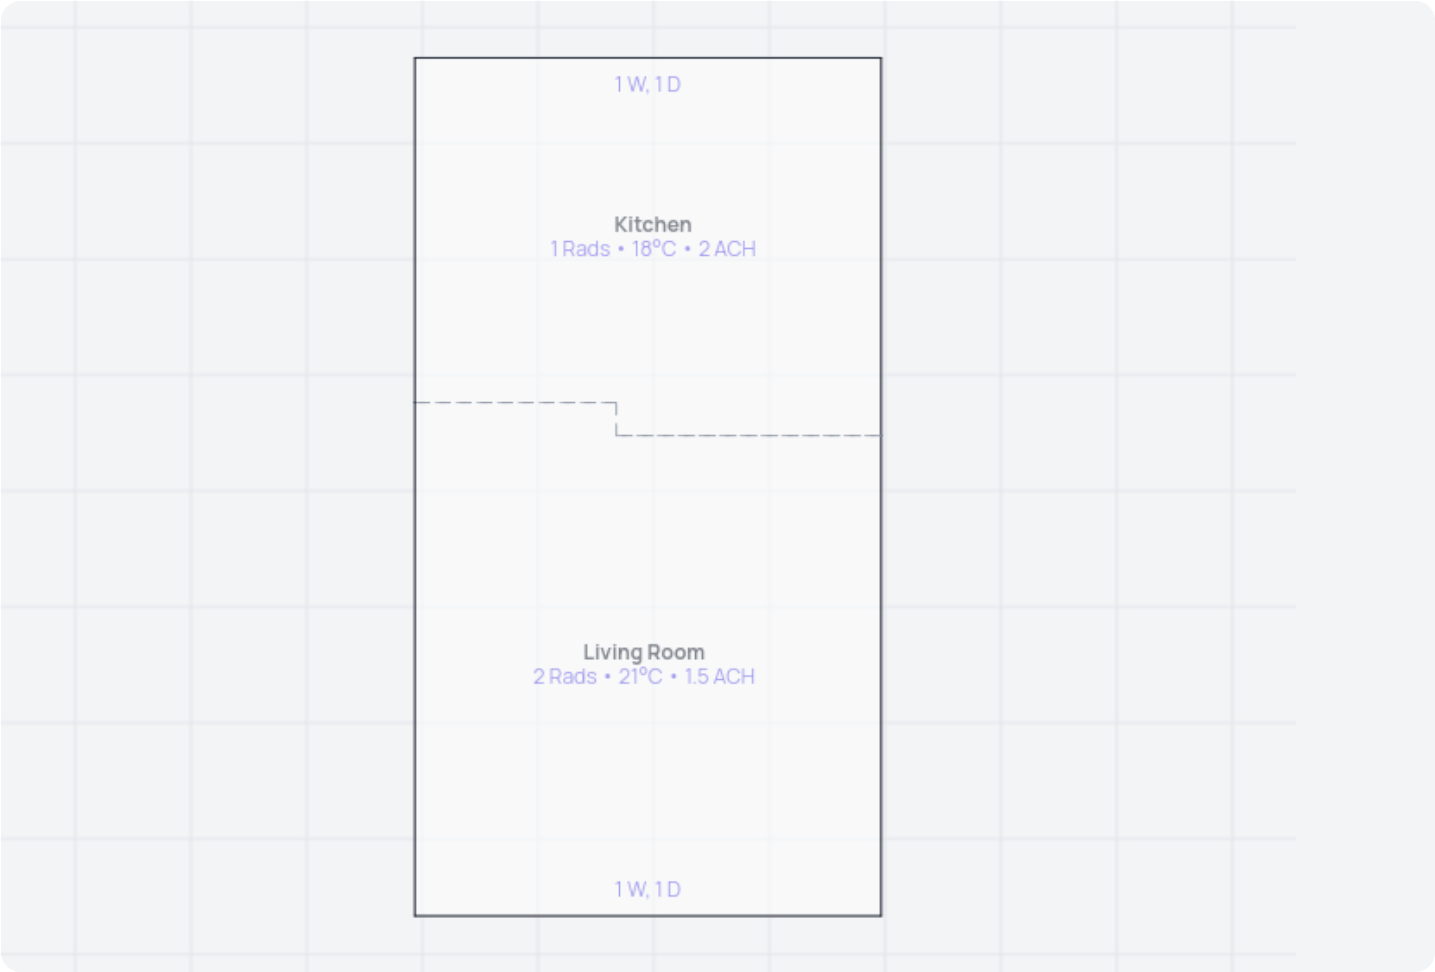 1 W, 1 D
Kitchen
1 Rads • 18°C • 2 ACH
Living Room
2 Rads • 21°C • 1.5 ACH
1 W, 1 D